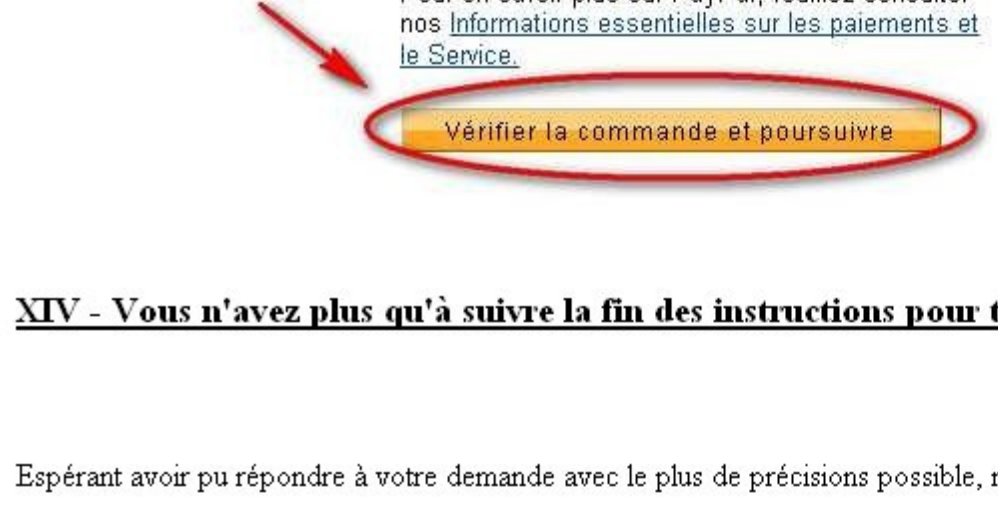 nos Informations essentielles sur les paiements et
le Service.
Vérifier la commande et poursuivre
XIV - Vous n'avez plus qu'à suivre la fin des instructions pour
Espérant avoir pu répondre à votre demande avec le plus de précisions possible,